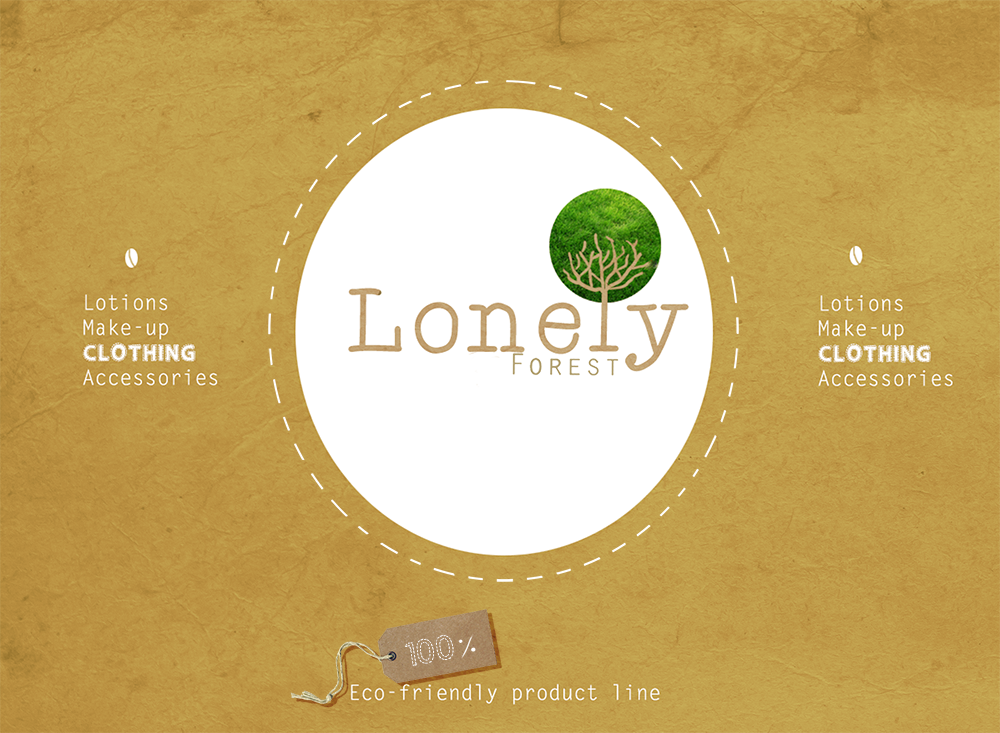 Lonely
FOREST
Lotions
Make-up
CLOTHING
Accessories
Lotions
Make-up
CLOTHING
Accessories
100%
Eco-friendly product line